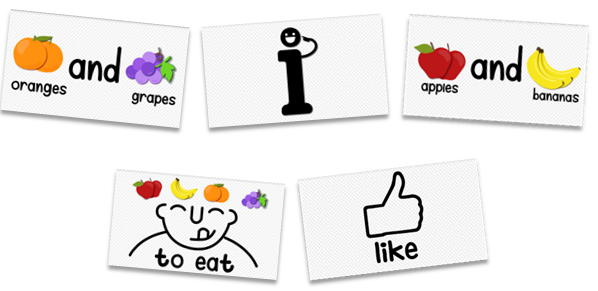 and
oranges
grapes
i
and
apples
bananas
to eat
like